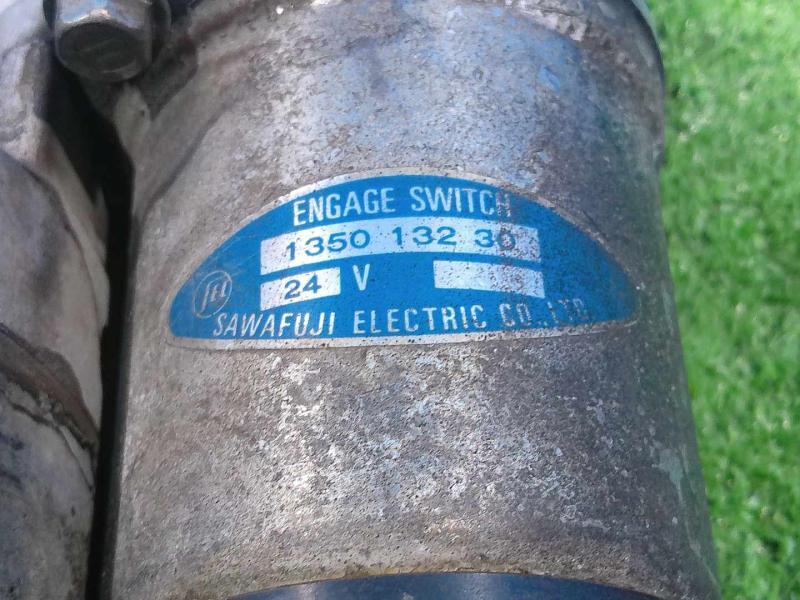 ENGAGE SWITCH
1350 132 30
24 V
SAWAFUJI ELECTRIC CO.,LTD.